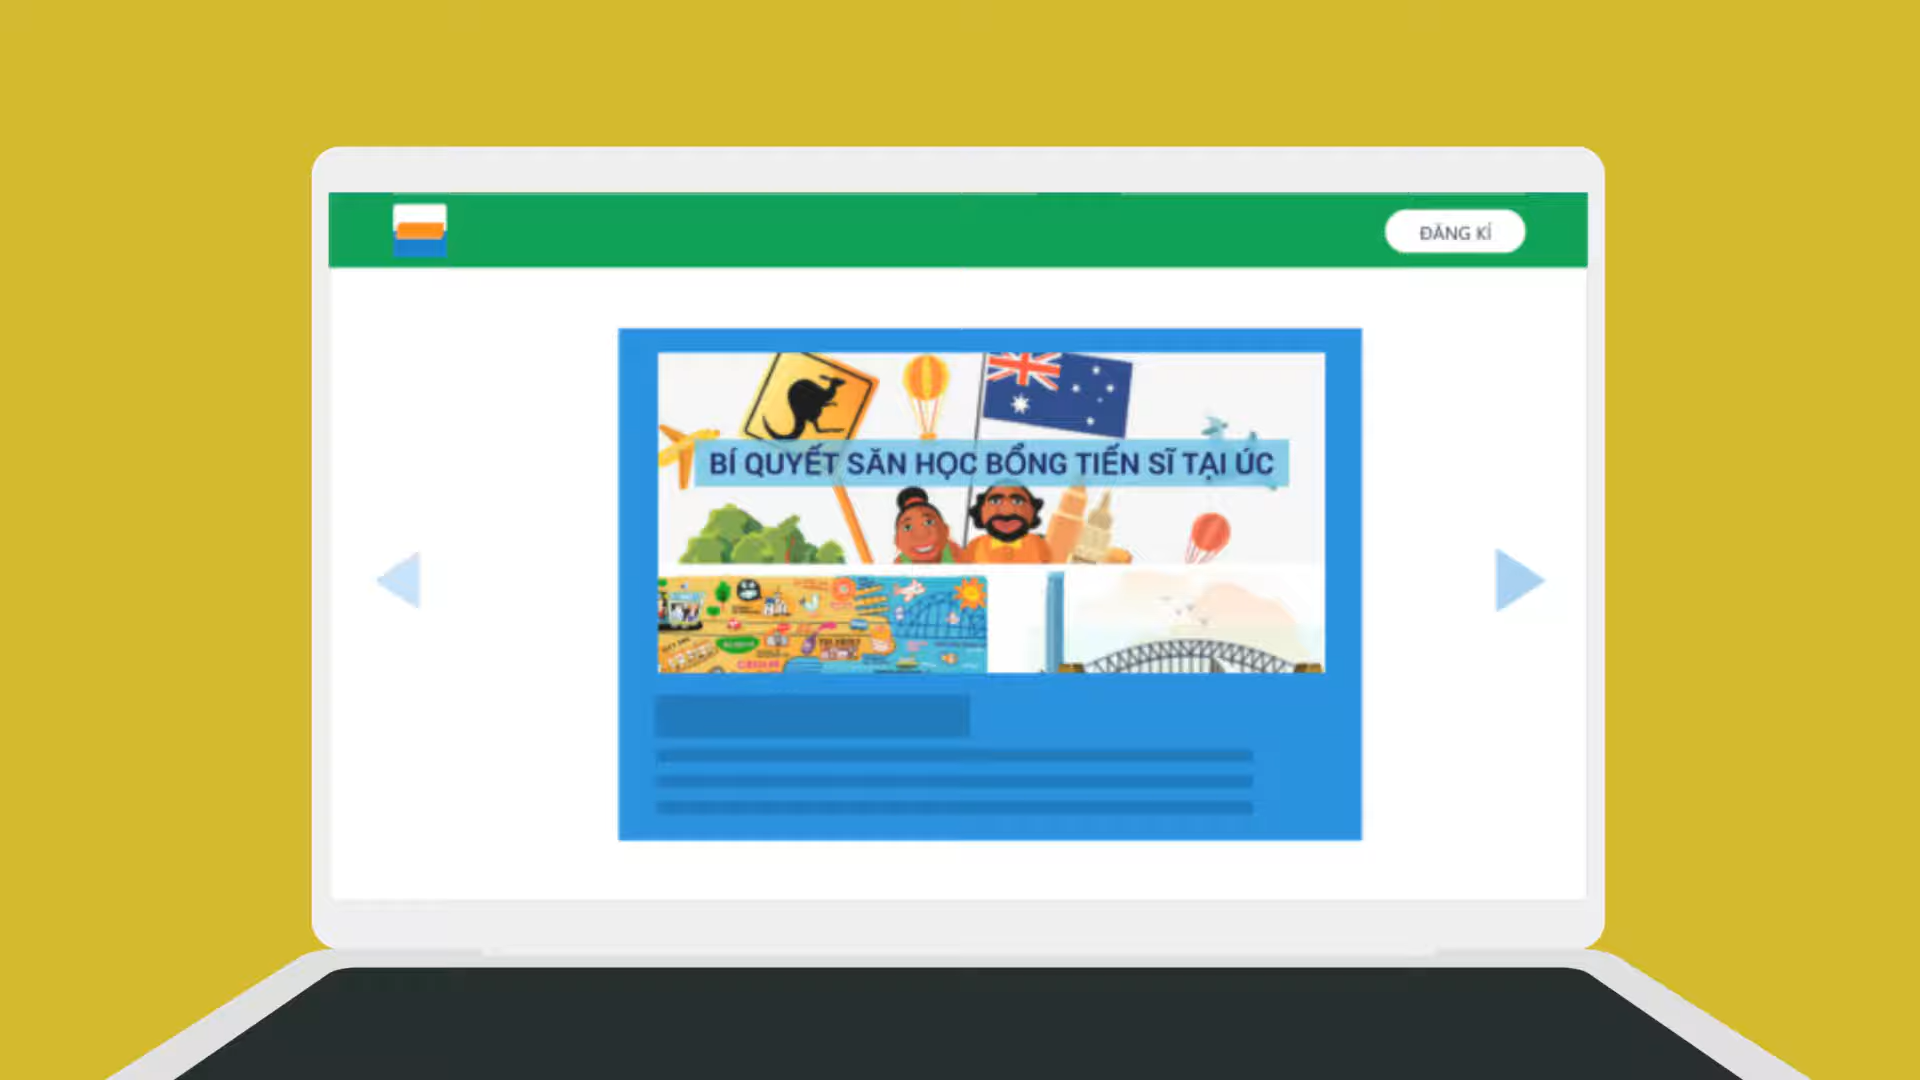 ĐĂNG KÍ
BÍ QUYẾT SĂN HỌC BỔNG TIẾN SĨ TẠI ÚC